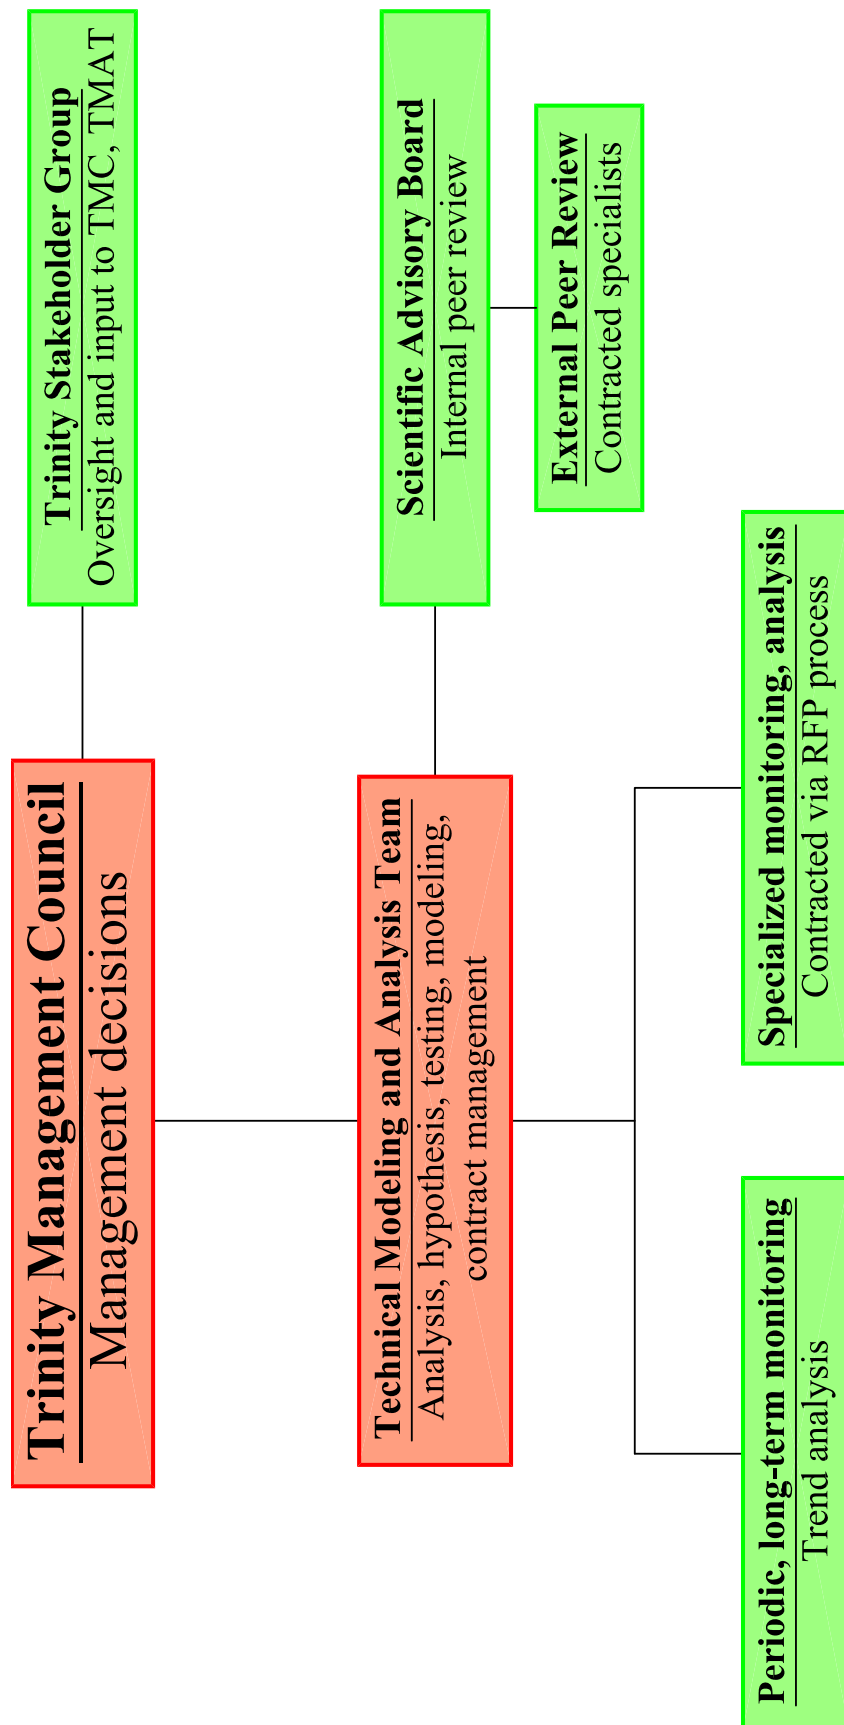 Trinity Management Council
Management decisions
Trinity Stakeholder Group
Oversight and input to TMC, TMAT
Technical Modeling and Analysis Team
Analysis, hypothesis, testing, modeling,
contract management
Scientific Advisory Board
Internal peer review
External Peer Review
Contracted specialists
Periodic, long-term monitoring
Trend analysis
Specialized monitoring, analysis
Contracted via RFP process